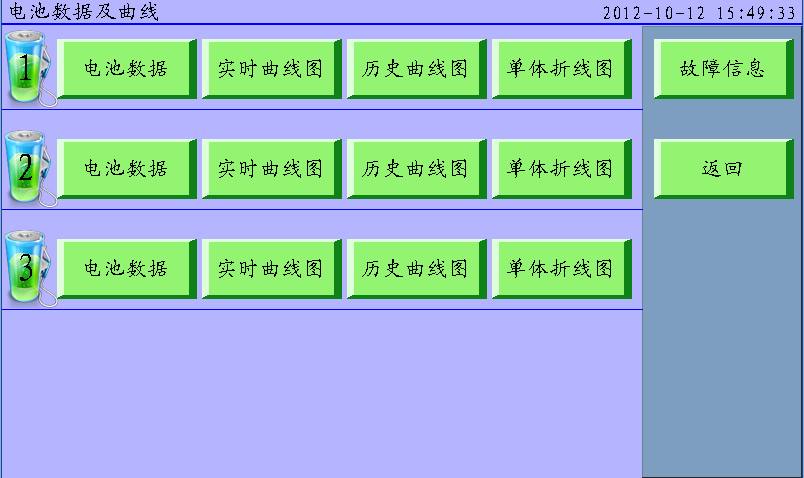 电池数据及曲线 2012-10-12 15:49:33
1 电池数据 实时曲线图 历史曲线图 单体折线图 故障信息
2 电池数据 实时曲线图 历史曲线图 单体折线图 返回
3 电池数据 实时曲线图 历史曲线图 单体折线图